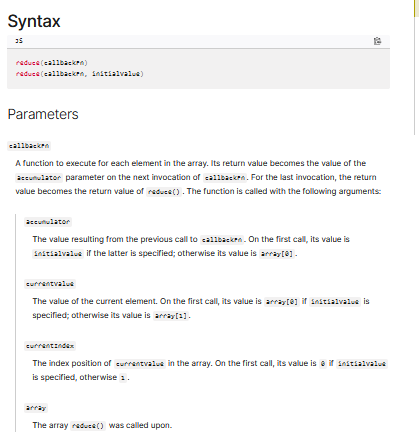 Syntax
JS
reduce(callbackFn)
reduce(callbackFn, initialValue)
Parameters
callbackFn
A function to execute for each element in the array. Its return value becomes the value of the
accumulator parameter on the next invocation of callbackFn. For the last invocation, the return
value becomes the return value of reduce(). The function is called with the following arguments:
accumulator
The value resulting from the previous call to callbackFn. On the first call, its value is
initialValue if the latter is specified; otherwise its value is array[0].
currentValue
The value of the current element. On the first call, its value is array[0] if initialValue is
specified; otherwise its value is array[1].
currentIndex
The index position of currentValue in the array. On the first call, its value is 0 if initialValue
is specified, otherwise 1.
array
The array reduce() was called upon.